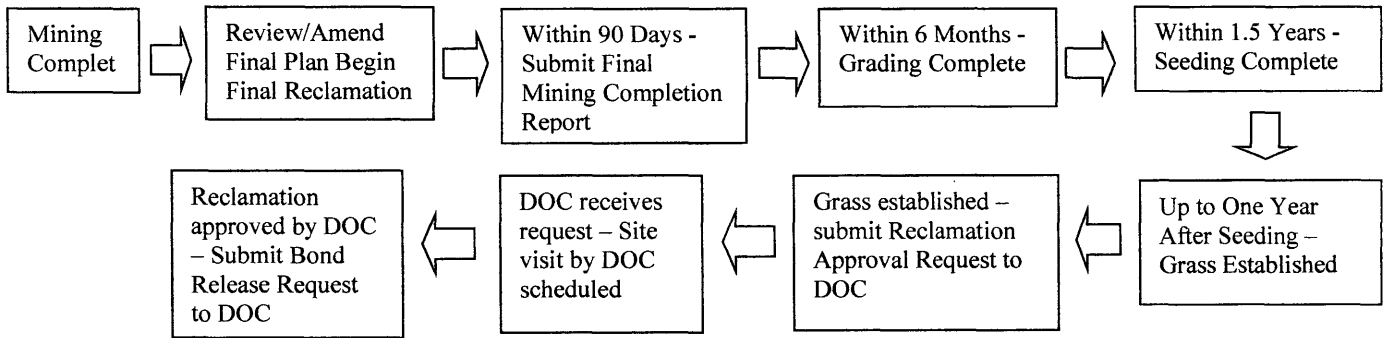 Mining
Complet
Review/Amend
Final Plan Begin
Final Reclamation
Within 90 Days -
Submit Final
Mining Completion
Report
Within 6 Months -
Grading Complete
Within 1.5 Years -
Seeding Complete
Up to One Year
After Seeding –
Grass Established
Grass established –
submit Reclamation
Approval Request to
DOC
DOC receives
request – Site
visit by DOC
scheduled
Reclamation
approved by DOC
– Submit Bond
Release Request
to DOC